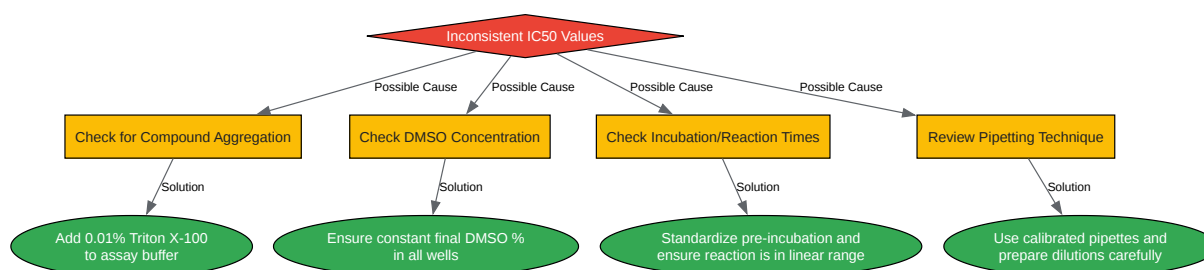 Inconsistent IC50 Values
Possible Cause
Possible Cause
Possible Cause
Possible Cause
Check for Compound Aggregation
Check DMSO Concentration
Check Incubation/Reaction Times
Review Pipetting Technique
Solution
Solution
Solution
Solution
Add 0.01% Triton X-100
to assay buffer
Ensure constant final DMSO %
in all wells
Standardize pre-incubation and
ensure reaction is in linear range
Use calibrated pipettes and
prepare dilutions carefully